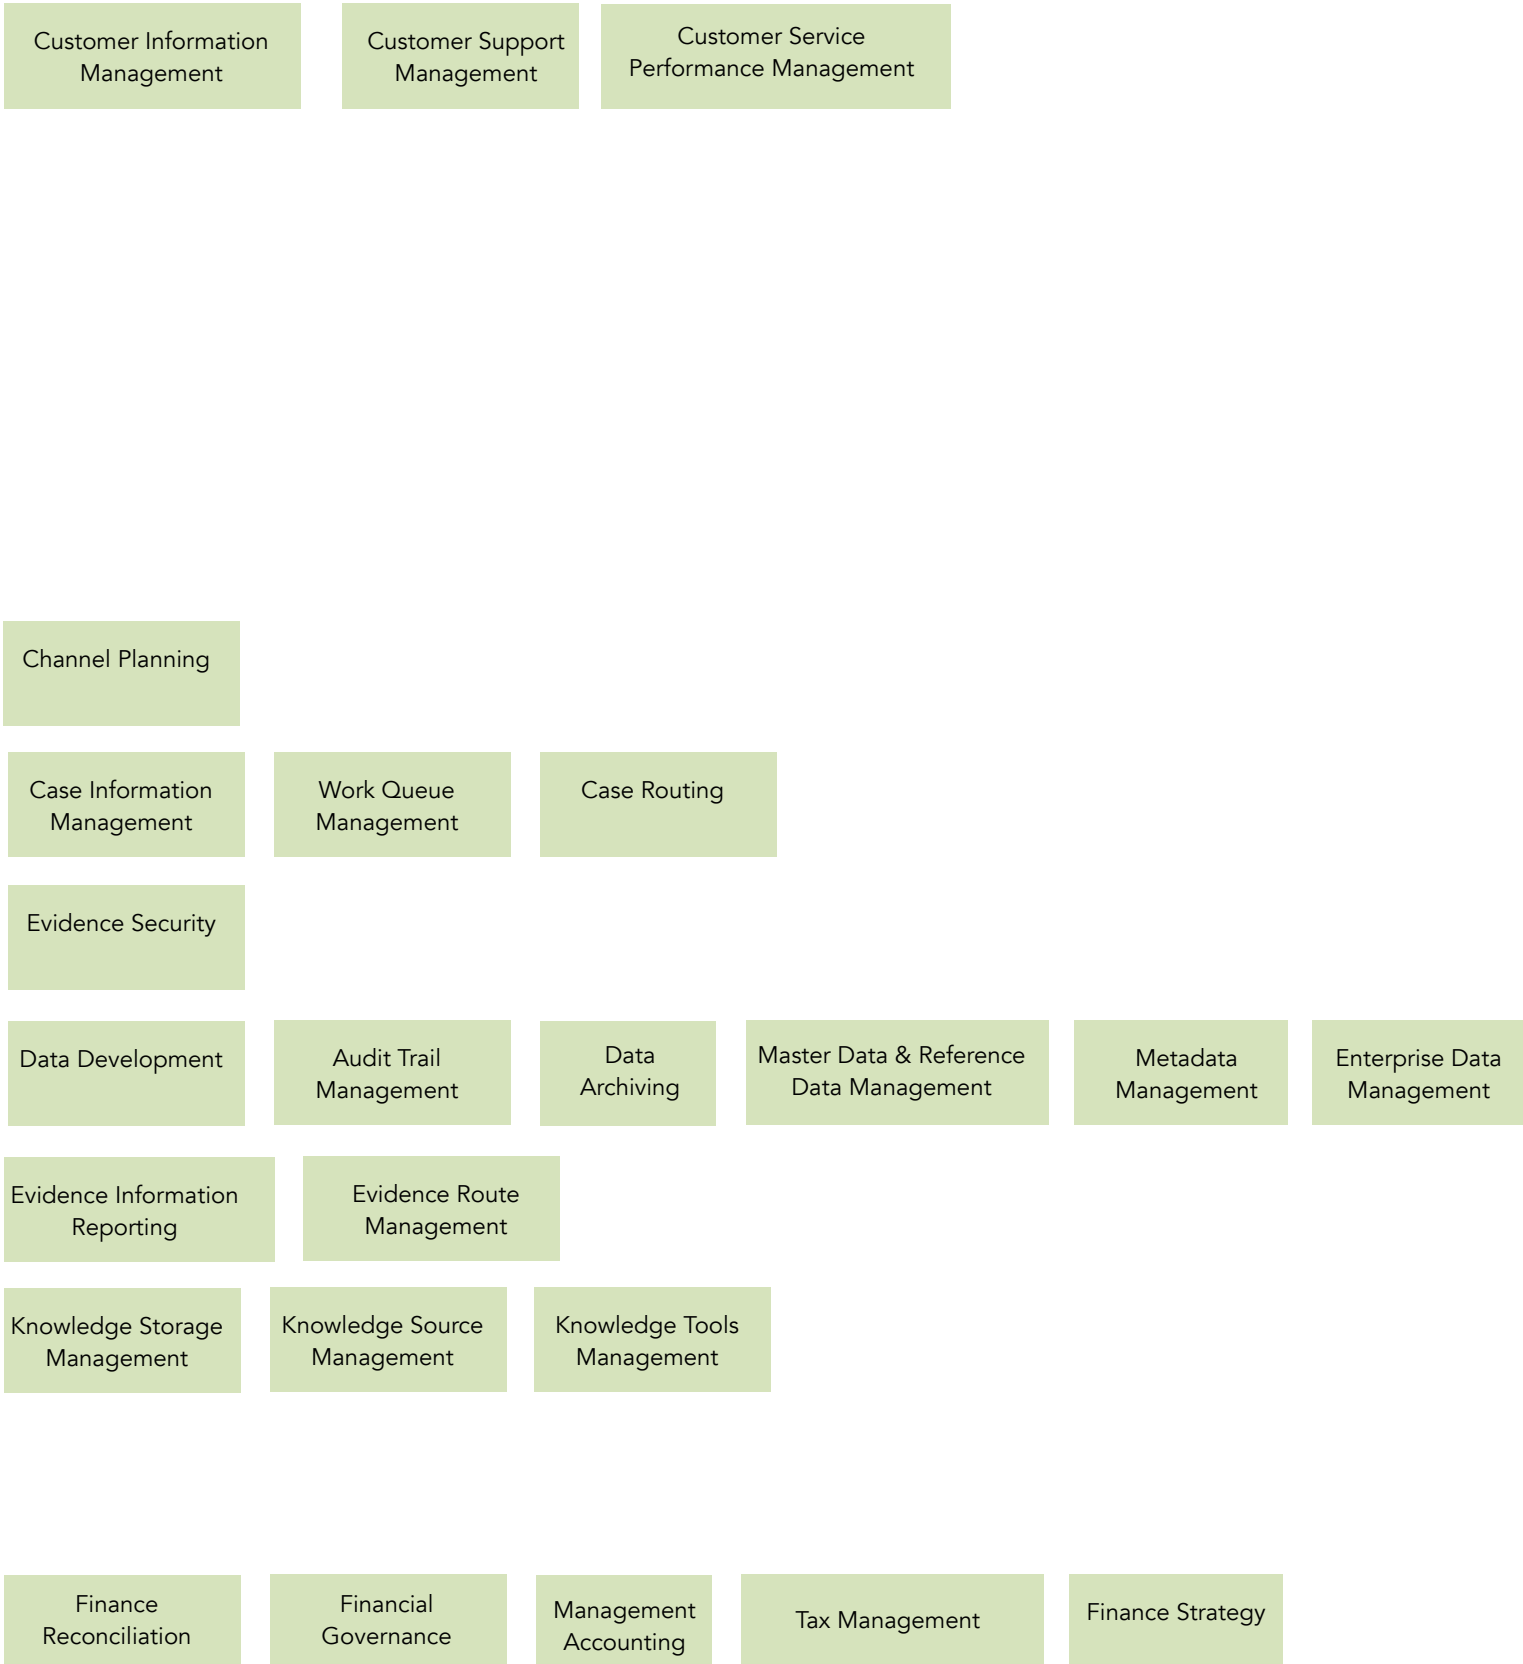 Customer Information
Management
Customer Support
Management
Customer Service
Performance Management
Channel Planning
Case Information
Management
Work Queue
Management
Case Routing
Evidence Security
Data Development
Audit Trail
Management
Data
Archiving
Master Data & Reference
Data Management
Metadata
Management
Enterprise Data
Management
Evidence Information
Reporting
Evidence Route
Management
Knowledge Storage
Management
Knowledge Source
Management
Knowledge Tools
Management
Finance
Reconciliation
Financial
Governance
Management
Accounting
Tax Management
Finance Strategy